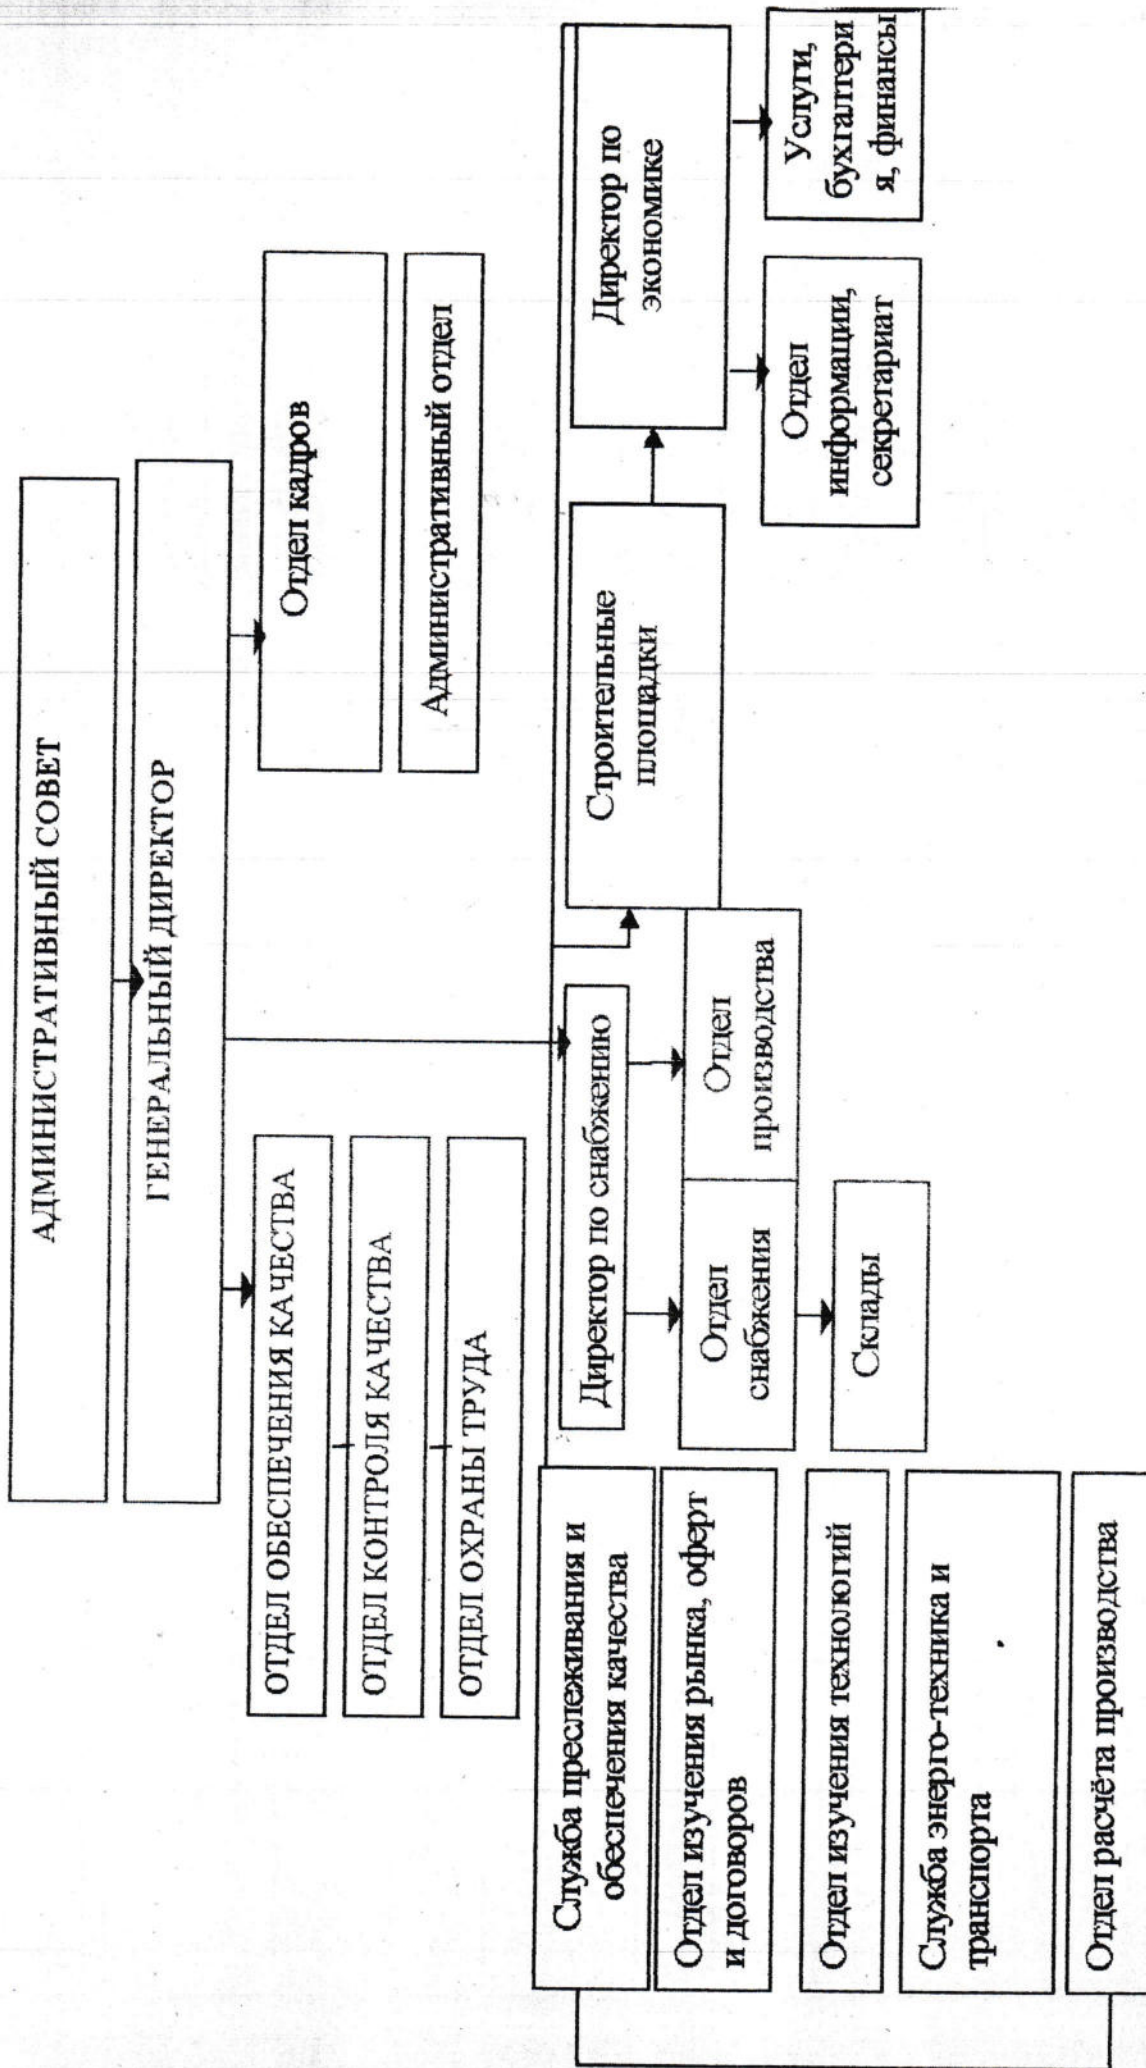 АДМИНИСТРАТИВНЫЙ СОВЕТ
ГЕНЕРАЛЬНЫЙ ДИРЕКТОР
ОТДЕЛ ОБЕСПЕЧЕНИЯ КАЧЕСТВА
ОТДЕЛ КОНТРОЛЯ КАЧЕСТВА
ОТДЕЛ ОХРАНЫ ТРУДА
Отдел кадров
Административный отдел
Служба преслеживания и
обеспечения качества
Отдел изучения рынка, оферт
и договоров
Отдел изучения технологий
Служба энерго-техника и
транспорта
Отдел расчёта производства
Директор по снабжению
Отдел
снабжения
Отдел
производства
Склады
Строительные
площадки
Директор по
экономике
Отдел
информации,
секретариат
Услуги,
бухгалтери
я, финансы